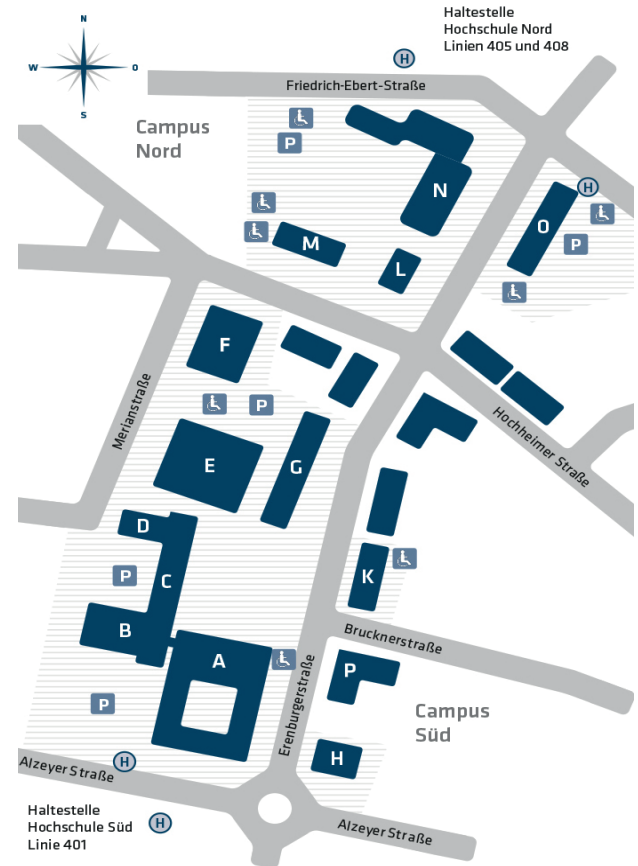 Haltestelle
Hochschule Nord
Linien 405 und 408
N
W
O
S
H
Friedrich-Ebert-Straße
Campus
Nord
P
N
H
O
P
M
L
F
P
Merianstraße
Hochheimer Straße
E
G
D
C
P
K
B
A
Brucknerstraße
P
P
Erenburgerstraße
Campus
Süd
H
H
Alzeyer Straße
Haltestelle
Hochschule Süd
Linie 401
H
Alzeyer Straße